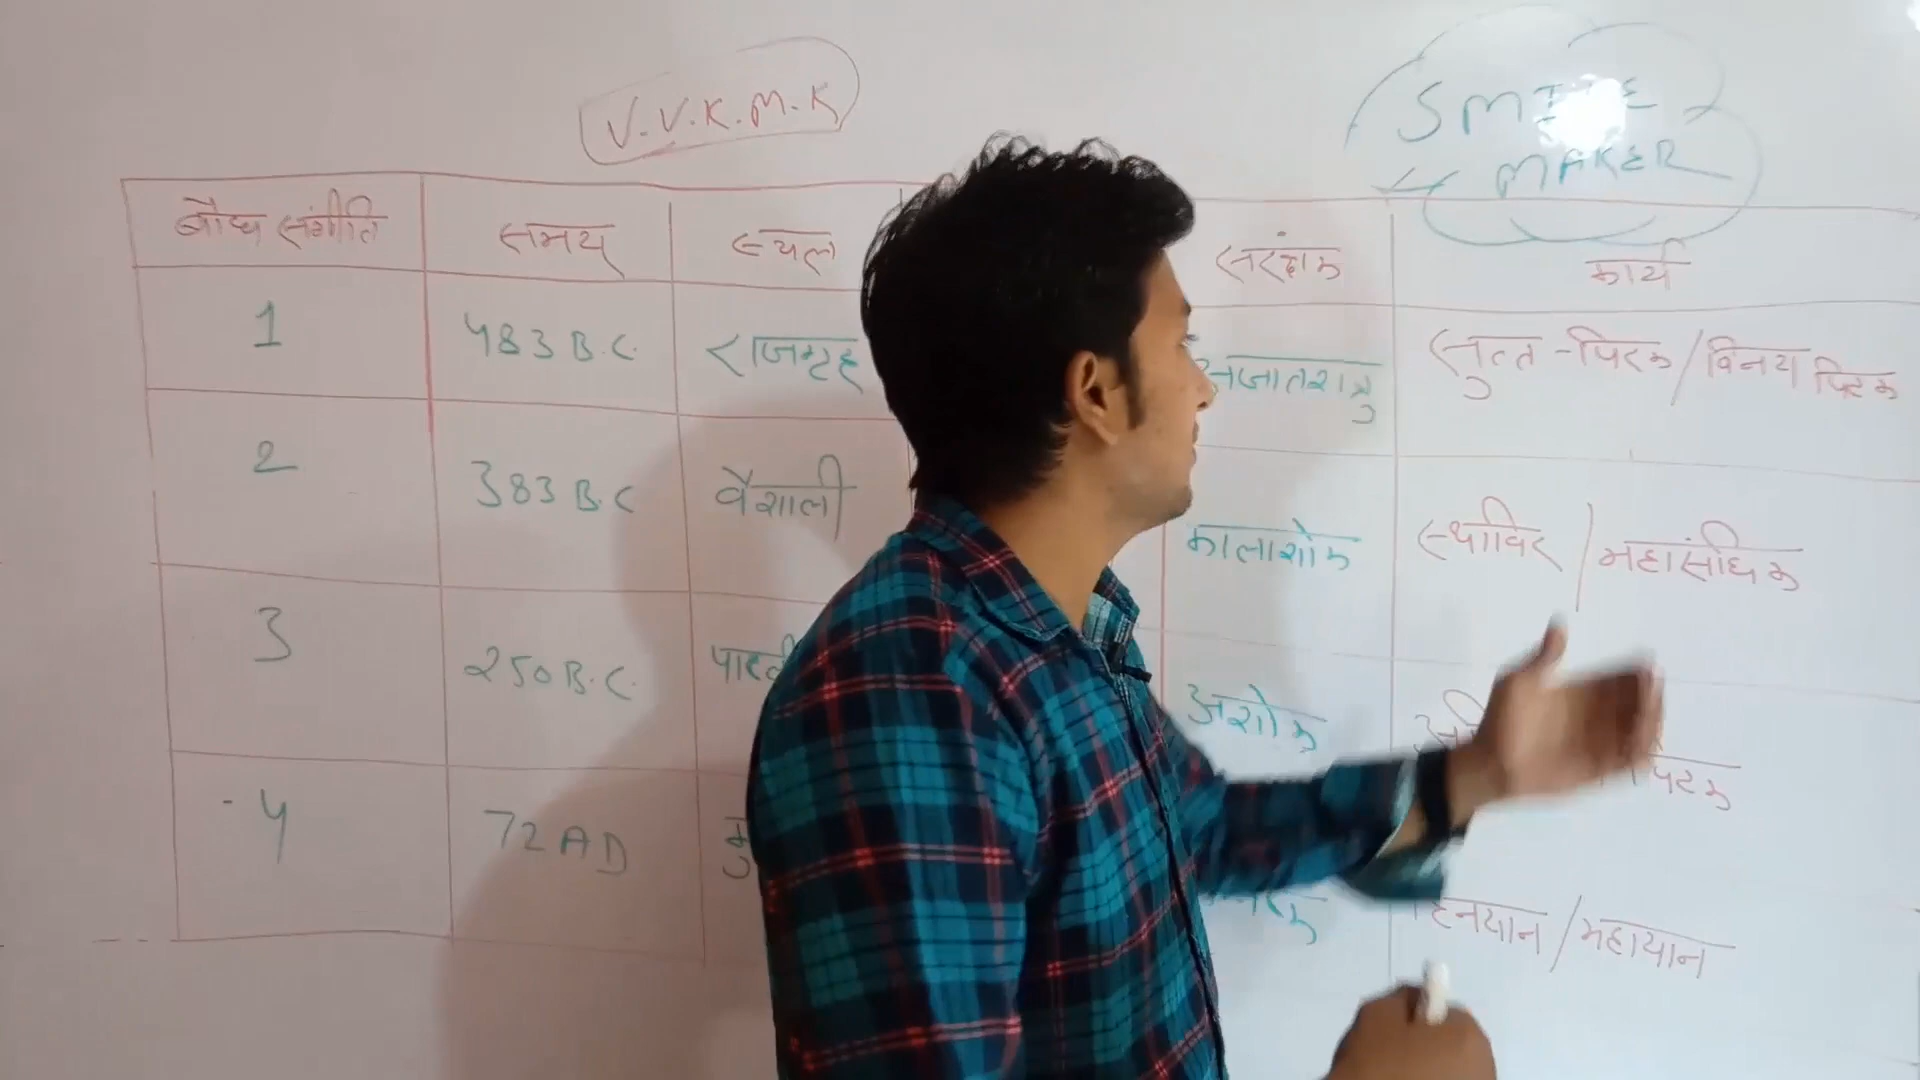 V.V.K.M.K
SMILE
MAKER
बौद्ध संगीति समय स्थल संरक्षक कार्य
1 483 B.C. राजगृह अजातशत्रु सुत्त-पिटक / विनय पिटक
2 383 B.C वैशाली कालाशोक स्थाविर / महासंघिक
3 250 B.C. अशोक पिटक
4 72 AD हिनयान / महायान